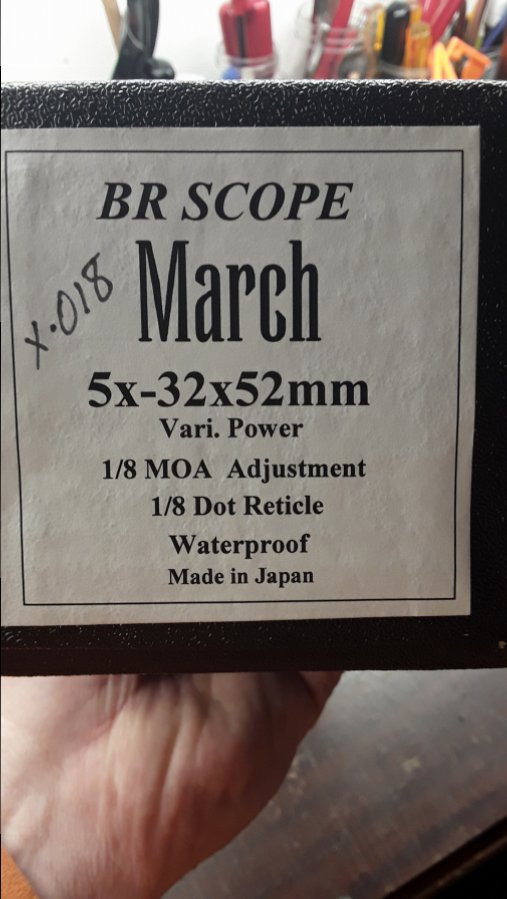 BR SCOPE
March
X-018
5x-32x52mm
Vari. Power
1/8 MOA Adjustment
1/8 Dot Reticle
Waterproof
Made in Japan